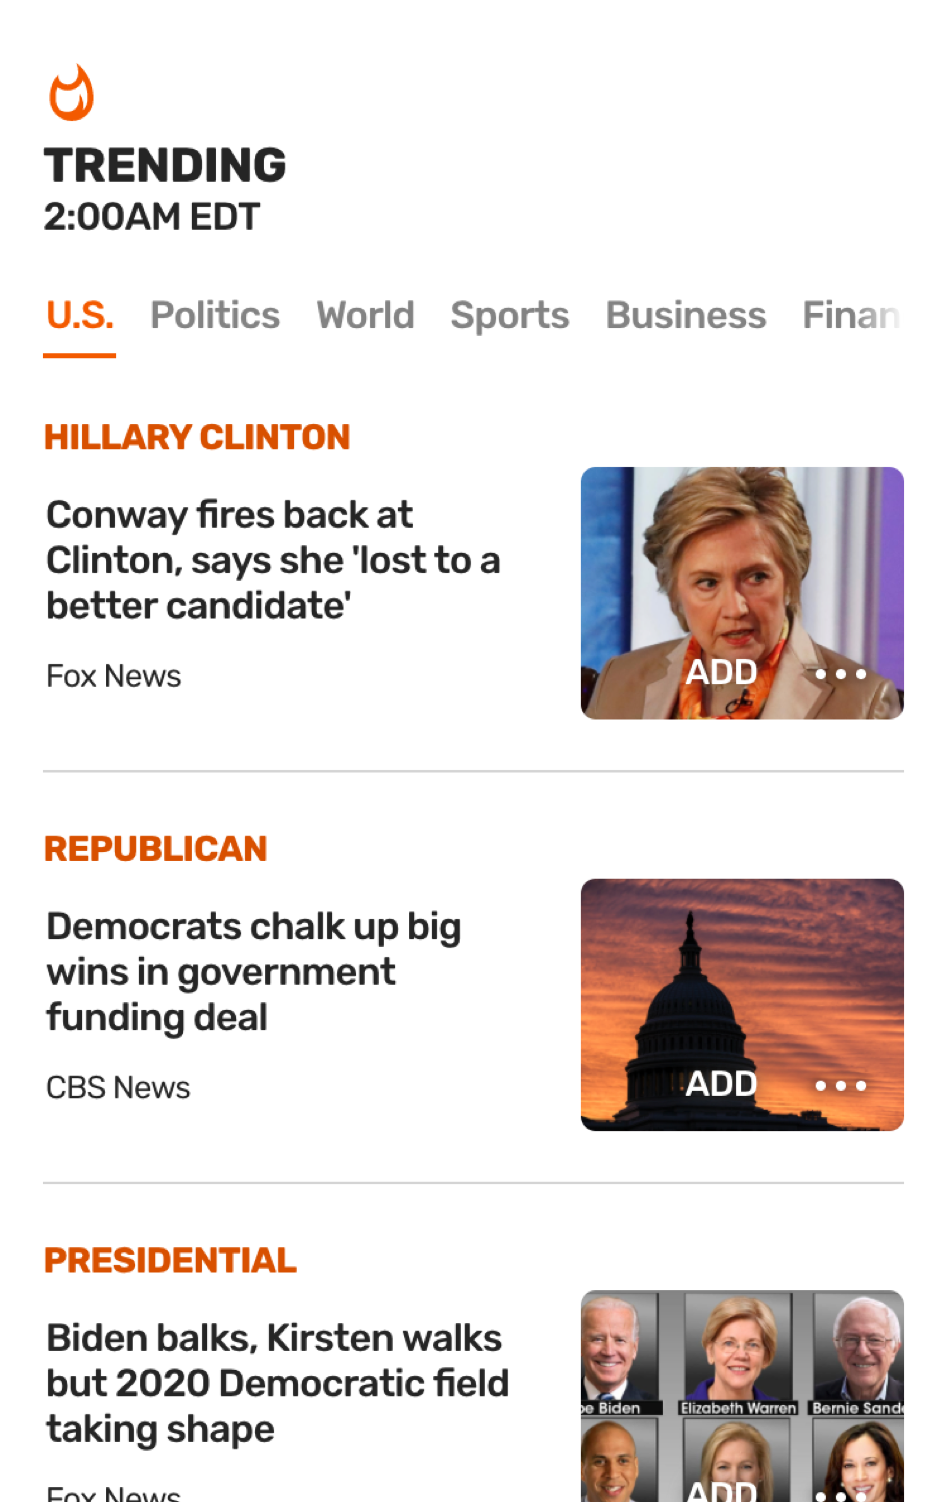 TRENDING
2:00AM EDT
U.S. Politics World Sports Business Finan
HILLARY CLINTON
Conway fires back at
Clinton, says she 'lost to a
better candidate'
Fox News
ADD
REPUBLICAN
Democrats chalk up big
wins in government
funding deal
CBS News
ADD
PRESIDENTIAL
Biden balks, Kirsten walks
but 2020 Democratic field
taking shape
oe Biden Elizabeth Warren Bernie Sande
Fox News
ADD